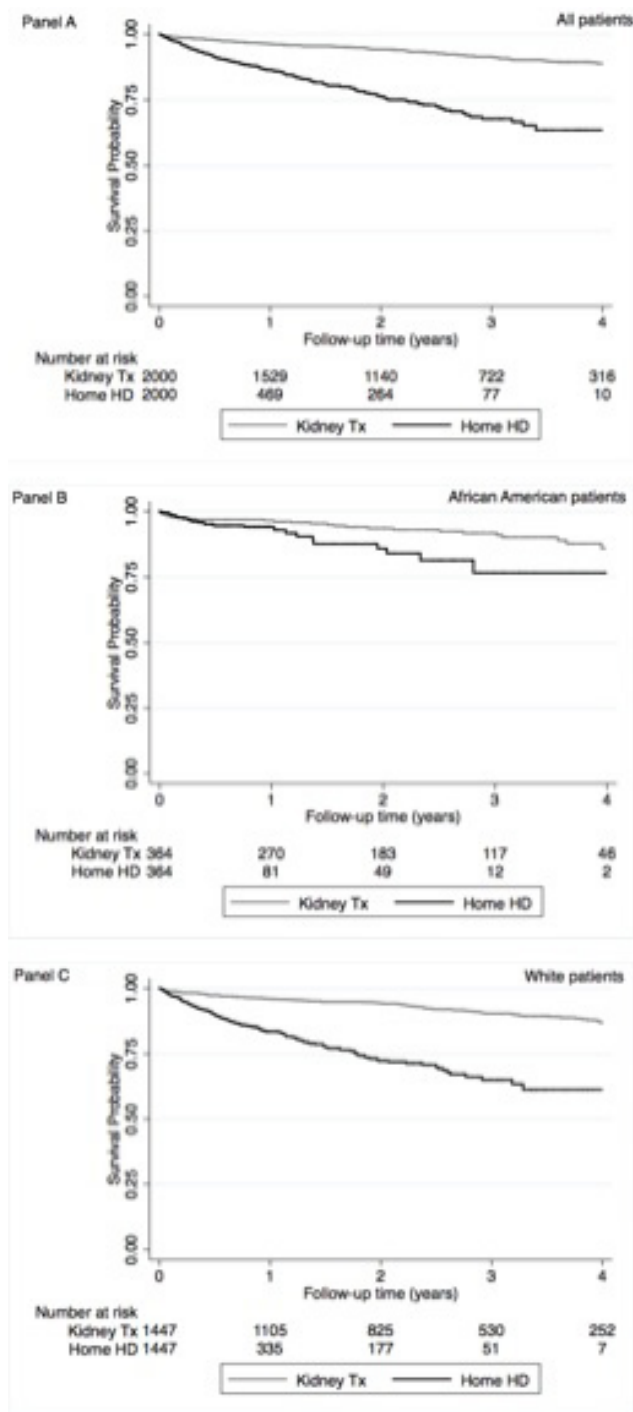 Panel A
All patients
Survival Probability
1.00
0.75
0.50
0.25
0.00
0 1 2 3 4
Follow-up time (years)
Number at risk
Kidney Tx 2000 1529 1140 722 316
Home HD 2000 469 264 77 10
Kidney Tx Home HD
Panel B
African American patients
Survival Probability
1.00
0.75
0.50
0.25
0.00
0 1 2 3 4
Follow-up time (years)
Number at risk
Kidney Tx 364 270 183 117 46
Home HD 364 81 49 12 2
Kidney Tx Home HD
Panel C
White patients
Survival Probability
1.00
0.75
0.50
0.25
0.00
0 1 2 3 4
Follow-up time (years)
Number at risk
Kidney Tx 1447 1105 825 530 252
Home HD 1447 335 177 51 7
Kidney Tx Home HD